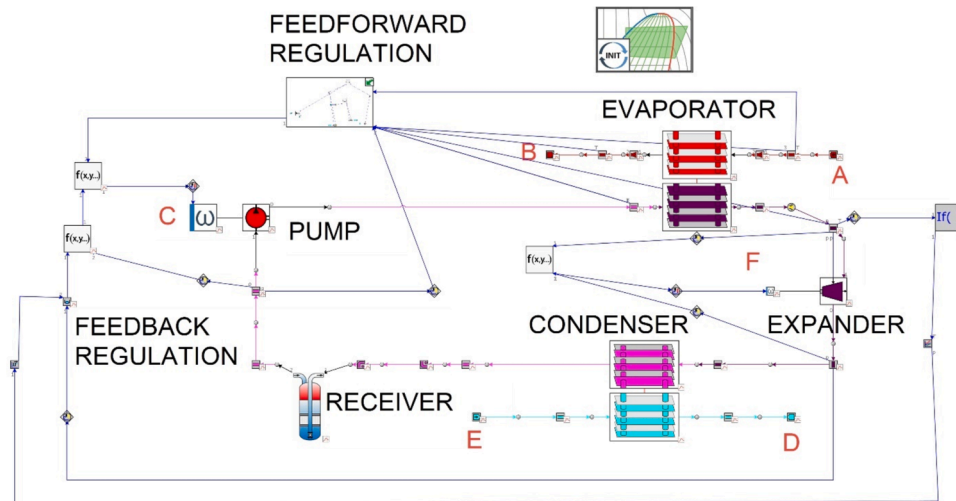 FEEDFORWARD
REGULATION
INIT
EVAPORATOR
B
A
f(x,y..)
C
ω
PUMP
If(
f(x,y..)
f(x,y..)
F
FEEDBACK
REGULATION
CONDENSER
EXPANDER
RECEIVER
E
D